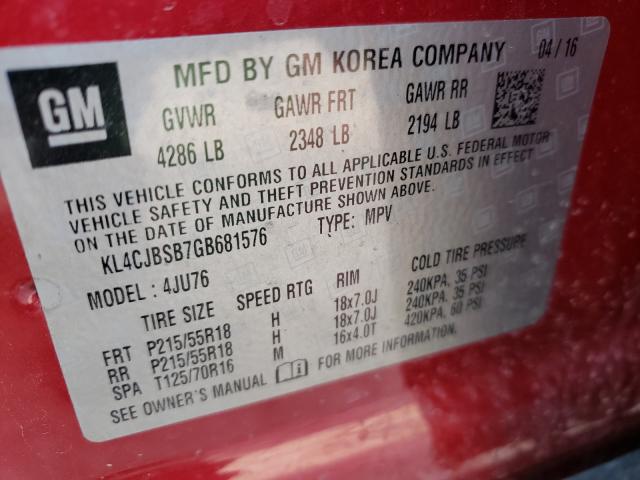 GM
MFD BY GM KOREA COMPANY 04/16
GVWR GAWR FRT GAWR RR
4286 LB 2348 LB 2194 LB
THIS VEHICLE CONFORMS TO ALL APPLICABLE U.S. FEDERAL MOTOR
VEHICLE SAFETY AND THEFT PREVENTION STANDARDS IN EFFECT
ON THE DATE OF MANUFACTURE SHOWN ABOVE.
KL4CJBSB7GB681576 TYPE: MPV
MODEL: 4JU76
TIRE SIZE SPEED RTG RIM COLD TIRE PRESSURE
FRT P215/55R18 H 18x7.0J 240KPA, 35 PSI
RR P215/55R18 H 18x7.0J 240KPA, 35 PSI
SPA T125/70R16 M 16x4.0T 420KPA, 60 PSI
SEE OWNER'S MANUAL FOR MORE INFORMATION.